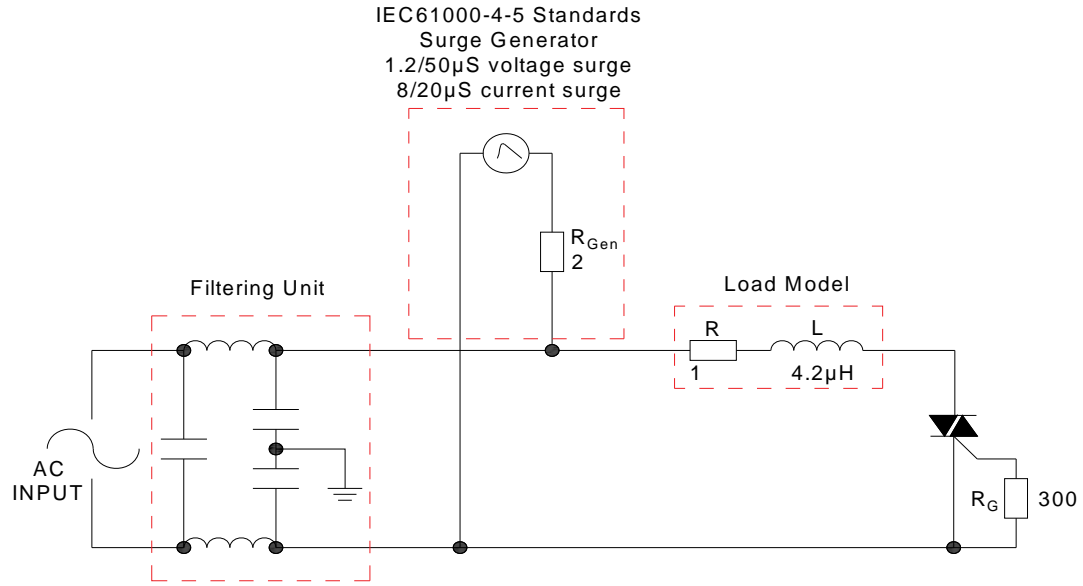 IEC61000-4-5 Standards
Surge Generator
1.2/50µS voltage surge
8/20µS current surge
RGen
2
Filtering Unit
Load Model
R
L
1
4.2µH
AC
INPUT
RG
300